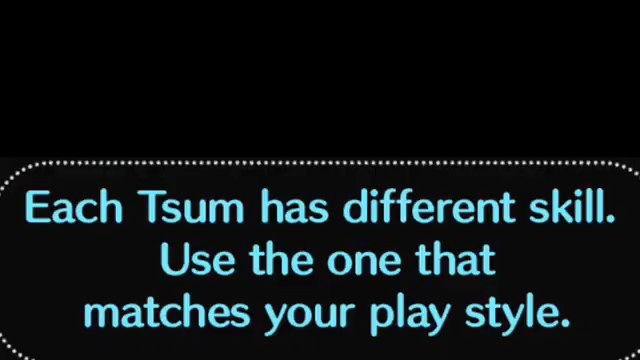 Each Tsum has different skill.
Use the one that
matches your play style.